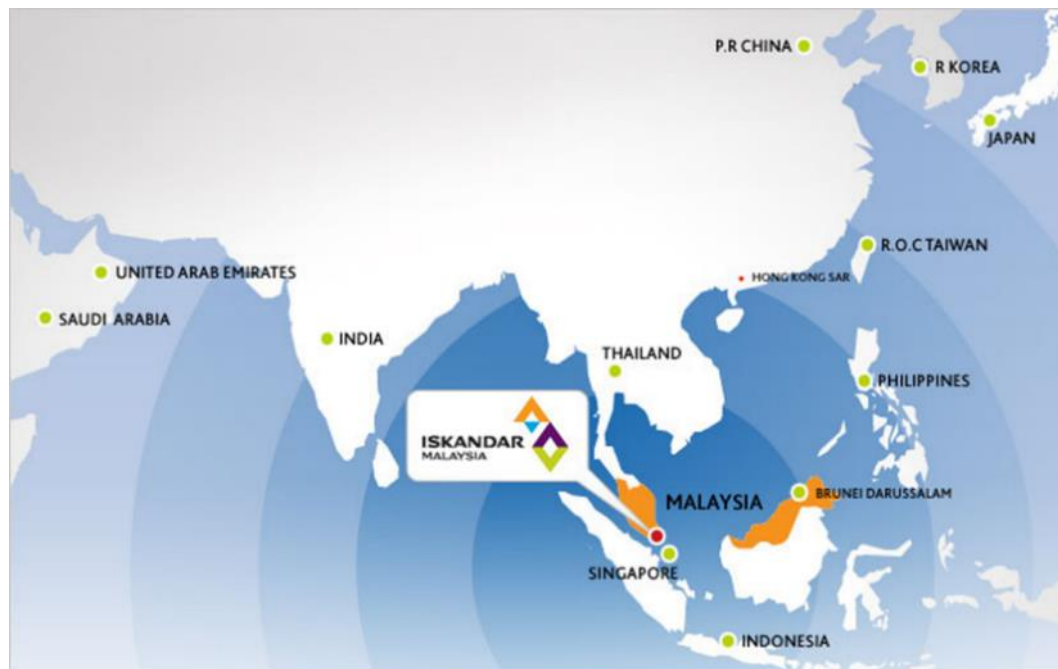 P.R CHINA
R KOREA
JAPAN
R.O.C TAIWAN
UNITED ARAB EMIRATES
HONG KONG SAR
SAUDI ARABIA
INDIA
THAILAND
PHILIPPINES
ISKANDAR
MALAYSIA
MALAYSIA
BRUNEI DARUSSALAM
SINGAPORE
INDONESIA